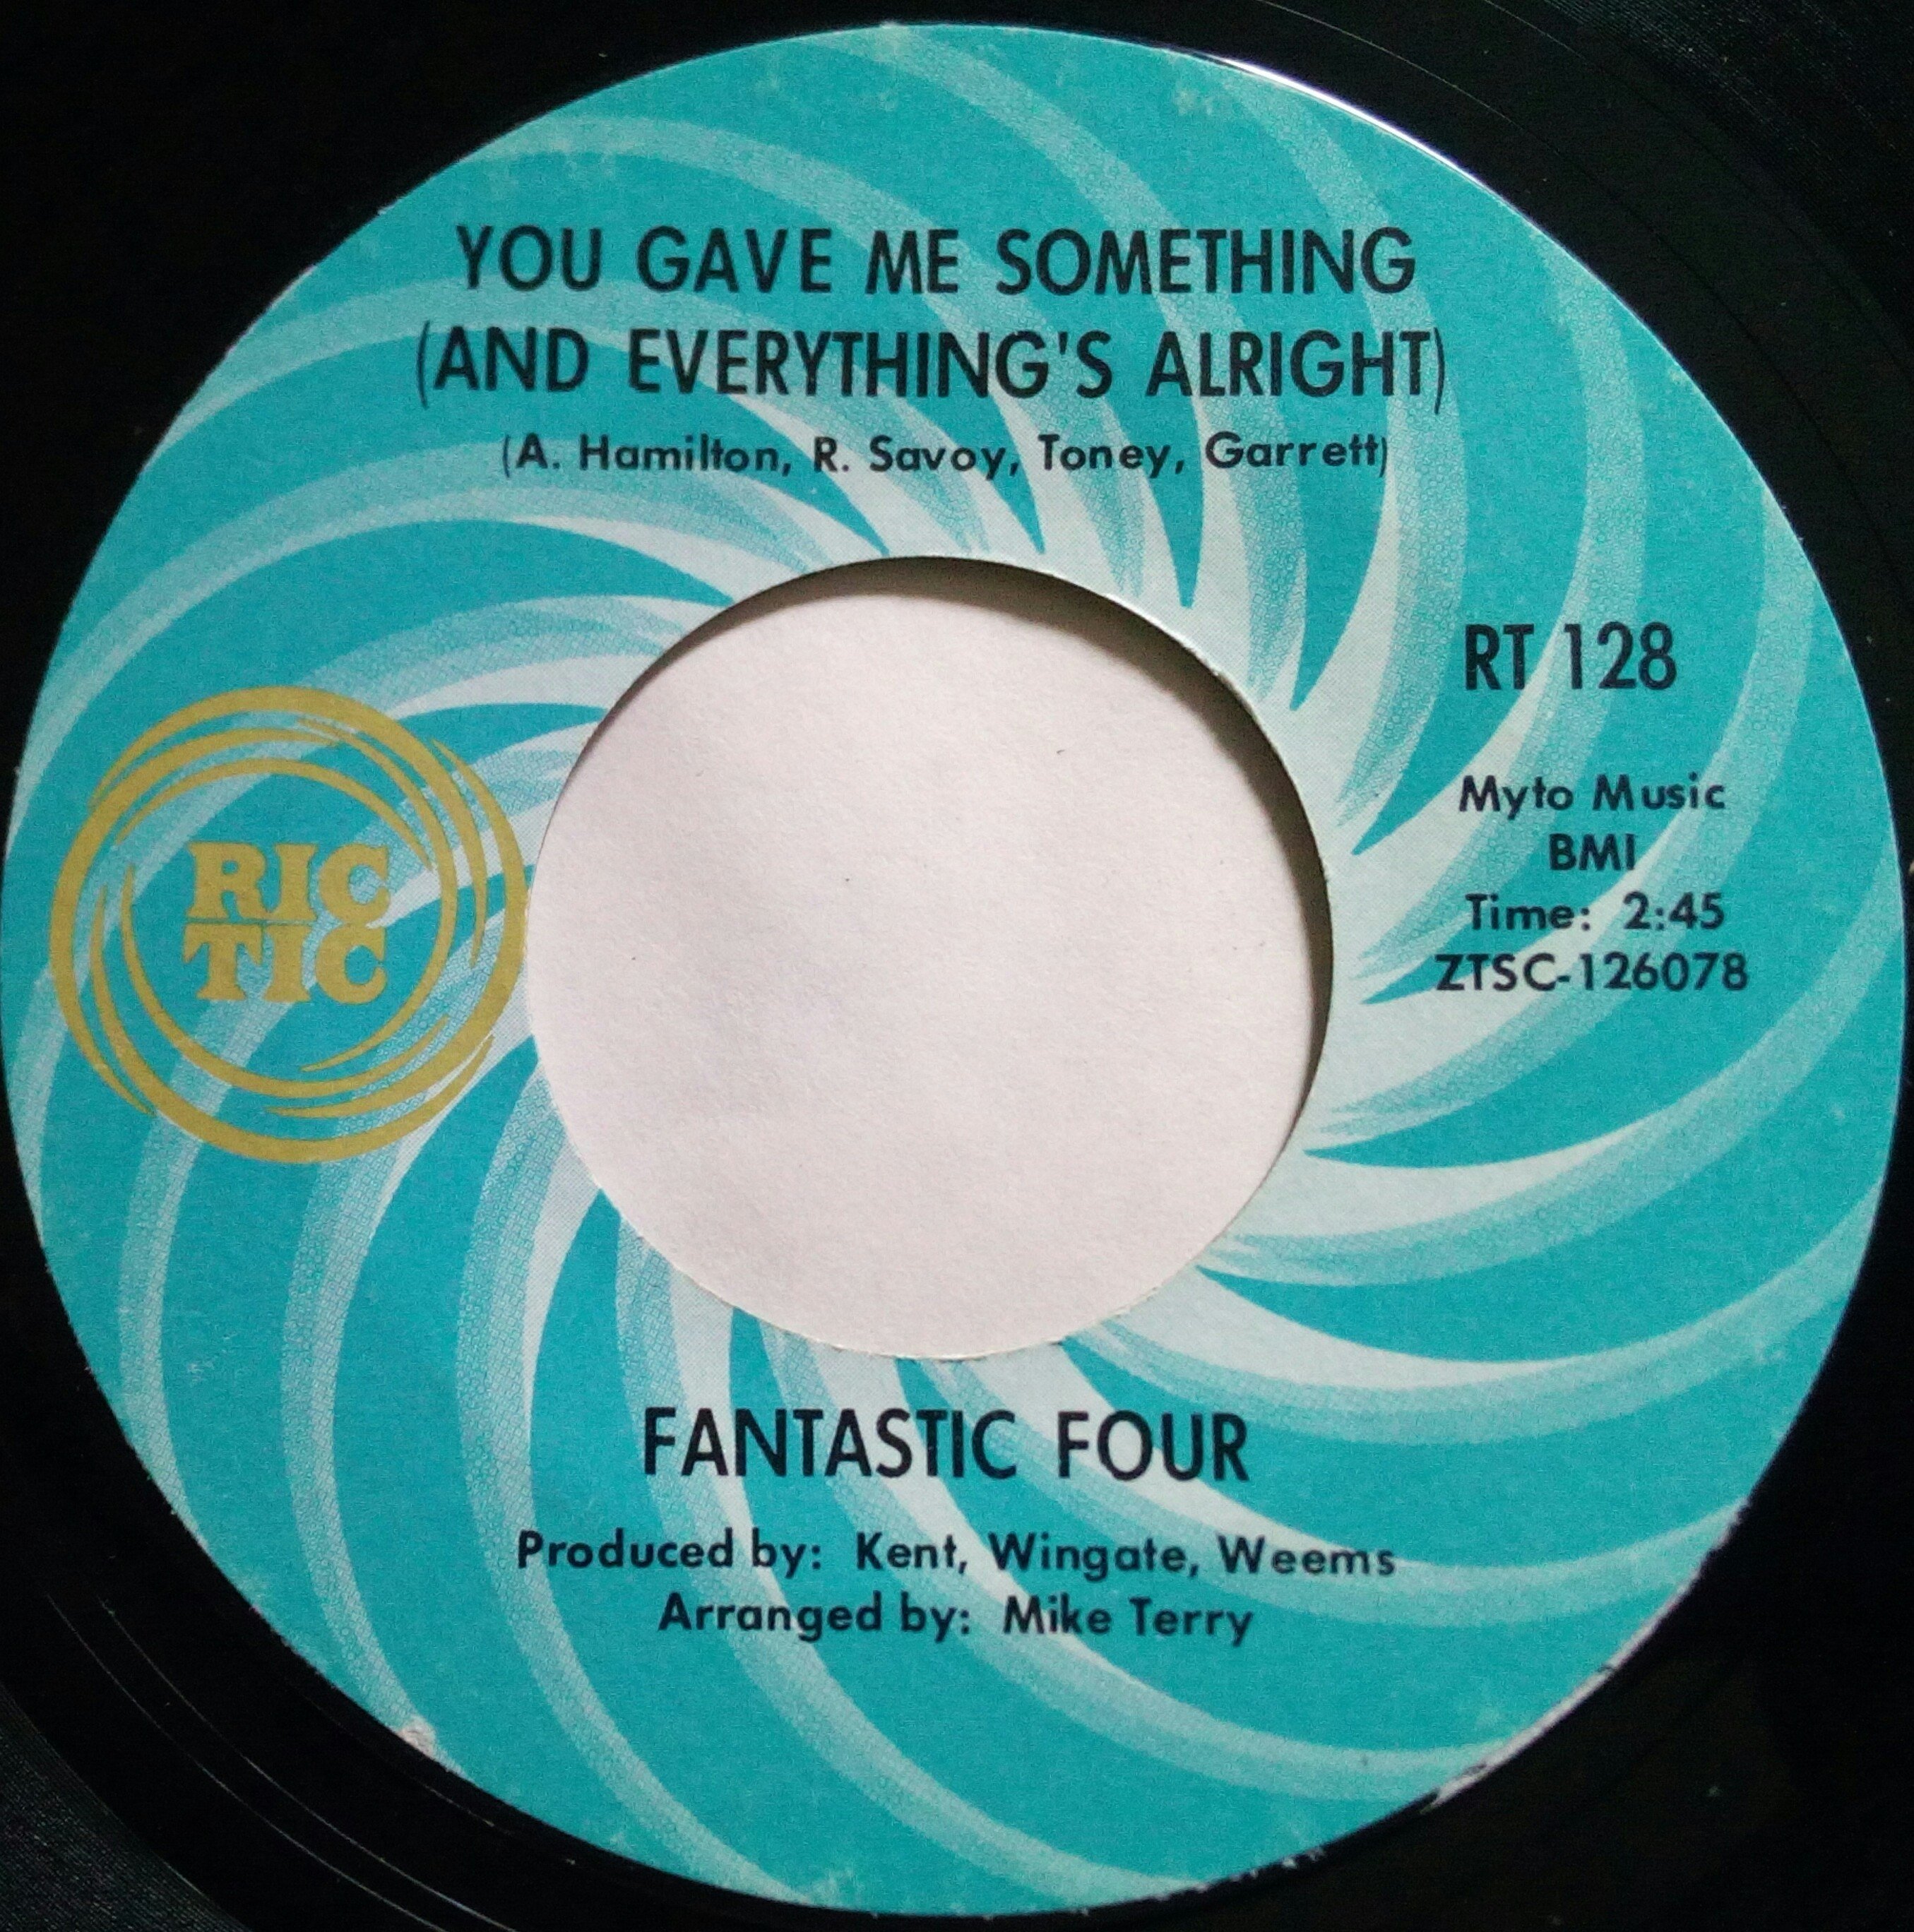 YOU GAVE ME SOMETHING
(AND EVERYTHING'S ALRIGHT)
(A. Hamilton, R. Savoy, Toney, Garrett)
RT 128
Myto Music
BMI
Time: 2:45
ZTSC-126078
RIC
TIC
FANTASTIC FOUR
Produced by: Kent, Wingate, Weems
Arranged by: Mike Terry